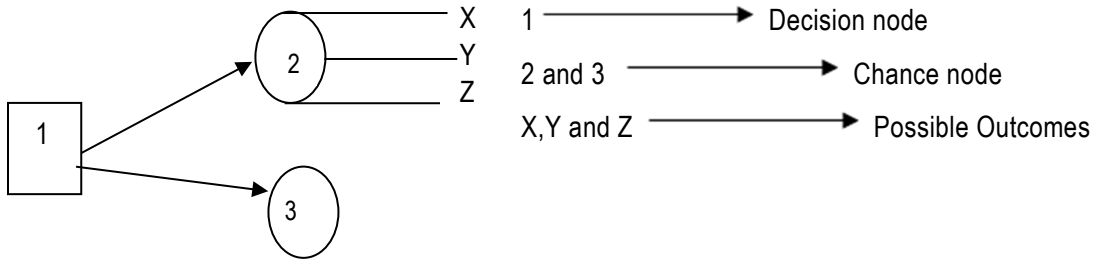 X
Y
Z
2
1
3
1 Decision node
2 and 3 Chance node
X,Y and Z Possible Outcomes